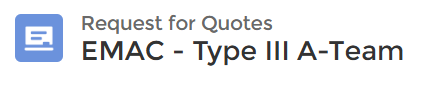 Request for Quotes
EMAC - Type III A-Team